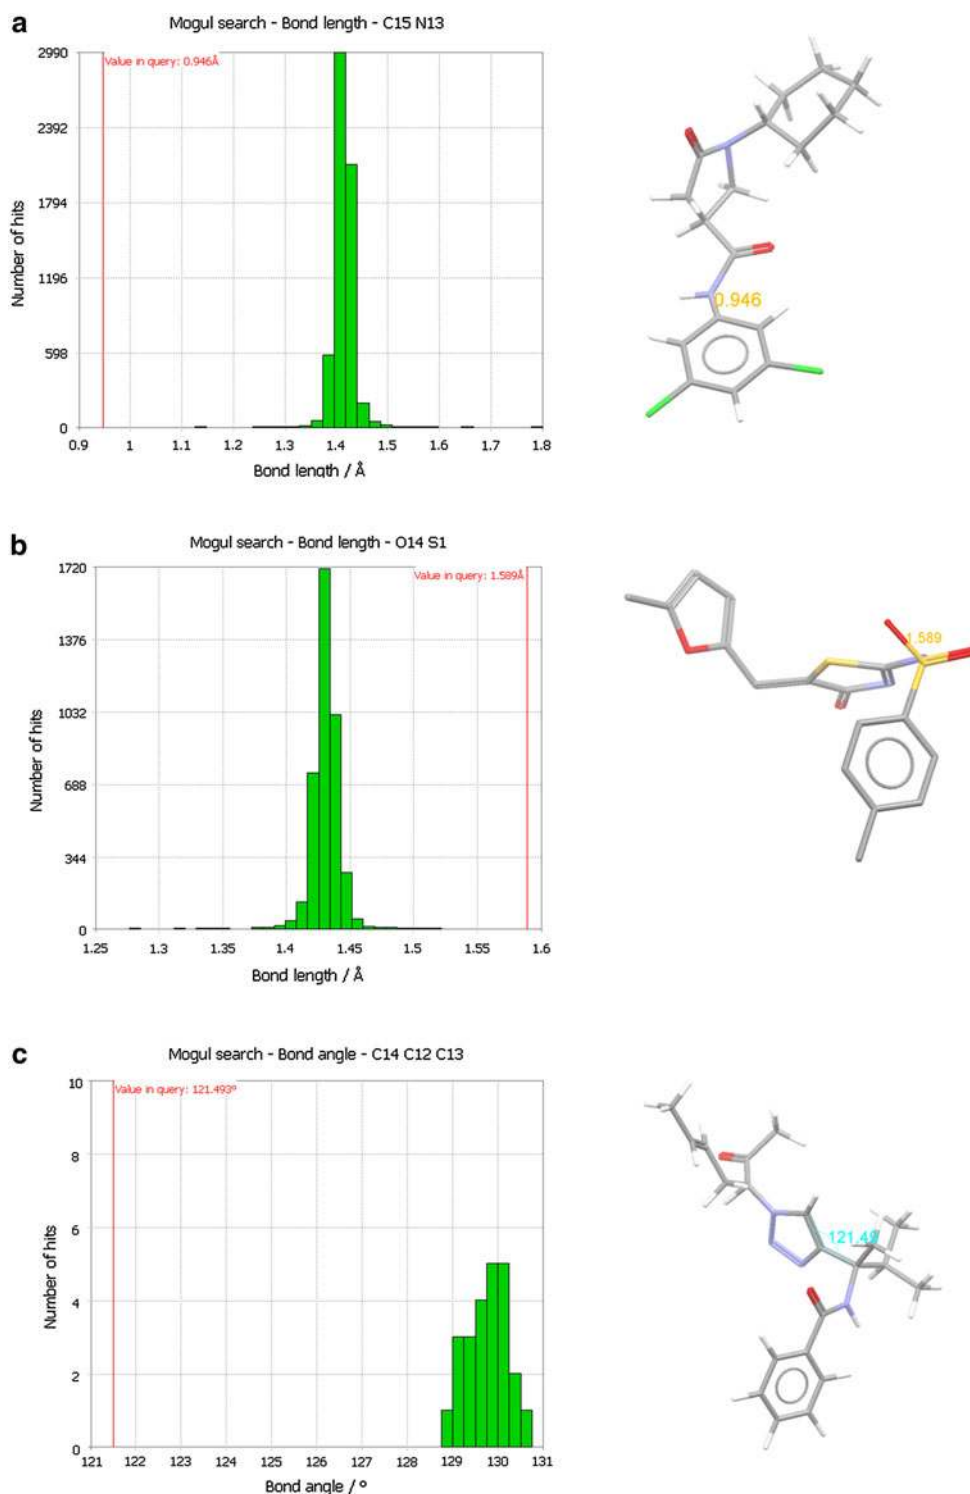 a
Mogul search - Bond length - C15 N13
Value in query: 0.946Å
Number of hits
2990
2392
1794
1196
598
0
0.9 1 1.1 1.2 1.3 1.4 1.5 1.6 1.7 1.8
Bond length / Å
0.946
b
Mogul search - Bond length - O14 S1
Value in query: 1.589Å
Number of hits
1720
1376
1032
688
344
0
1.25 1.3 1.35 1.4 1.45 1.5 1.55 1.6
Bond length / Å
1.589
c
Mogul search - Bond angle - C14 C12 C13
Value in query: 121.493º
Number of hits
10
8
6
4
2
0
121 122 123 124 125 126 127 128 129 130 131
Bond angle / º
121.49